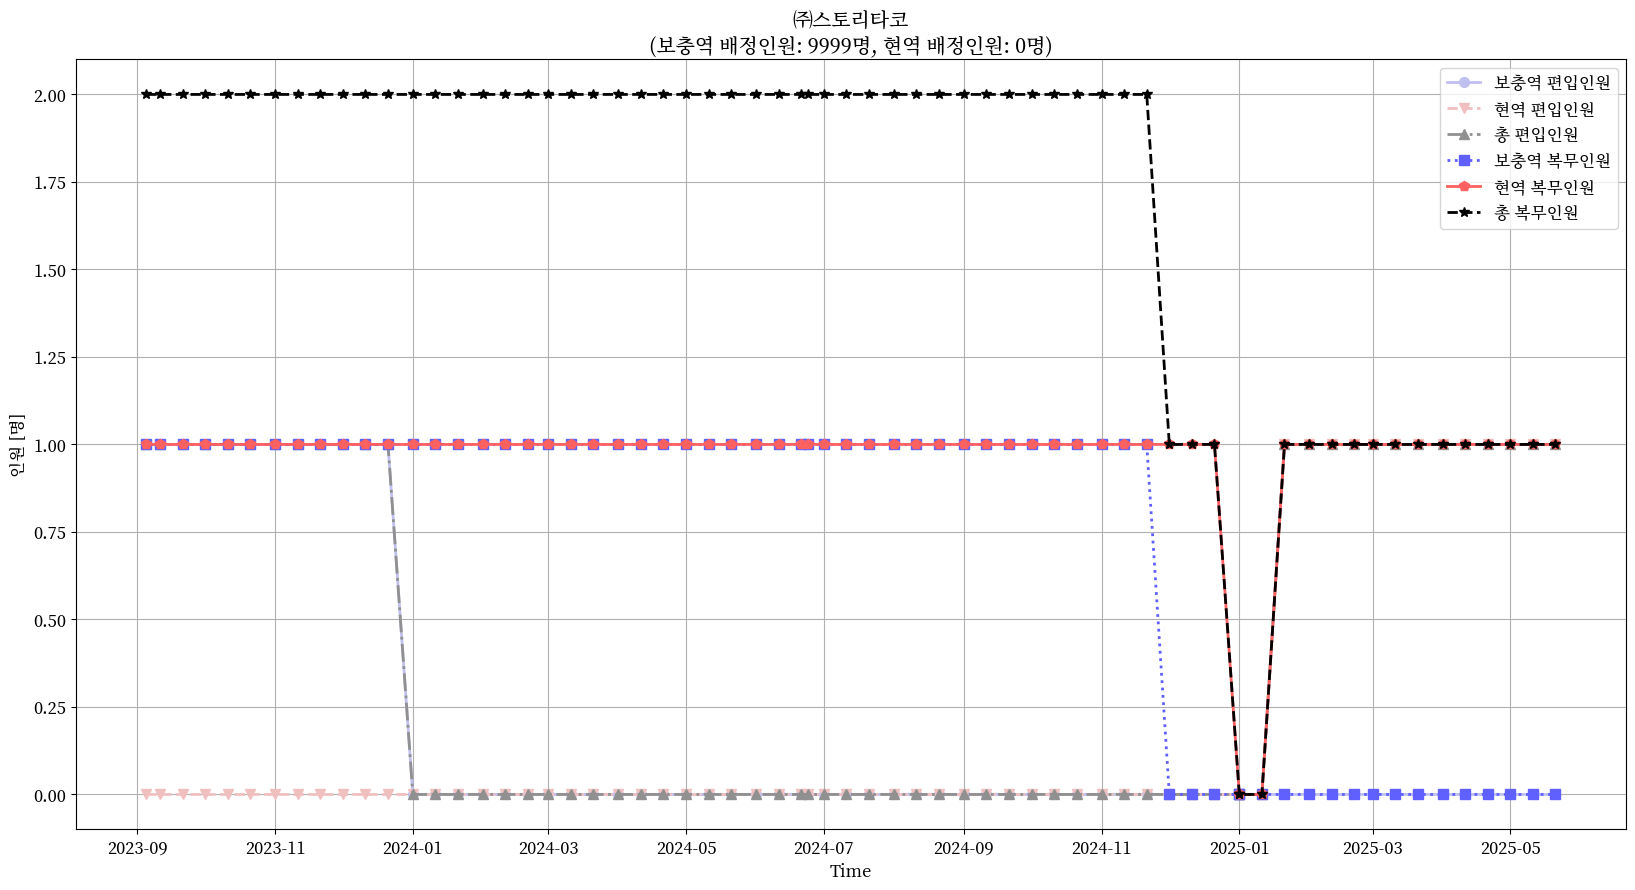 ㈜스토리타코
(보충역 배정인원: 9999명, 현역 배정인원: 0명)
보충역 편입인원
현역 편입인원
총 편입인원
보충역 복무인원
현역 복무인원
총 복무인원
2.00
1.75
1.50
1.25
1.00
0.75
0.50
0.25
0.00
인원 [명]
2023-09 2023-11 2024-01 2024-03 2024-05 2024-07 2024-09 2024-11 2025-01 2025-03 2025-05
Time